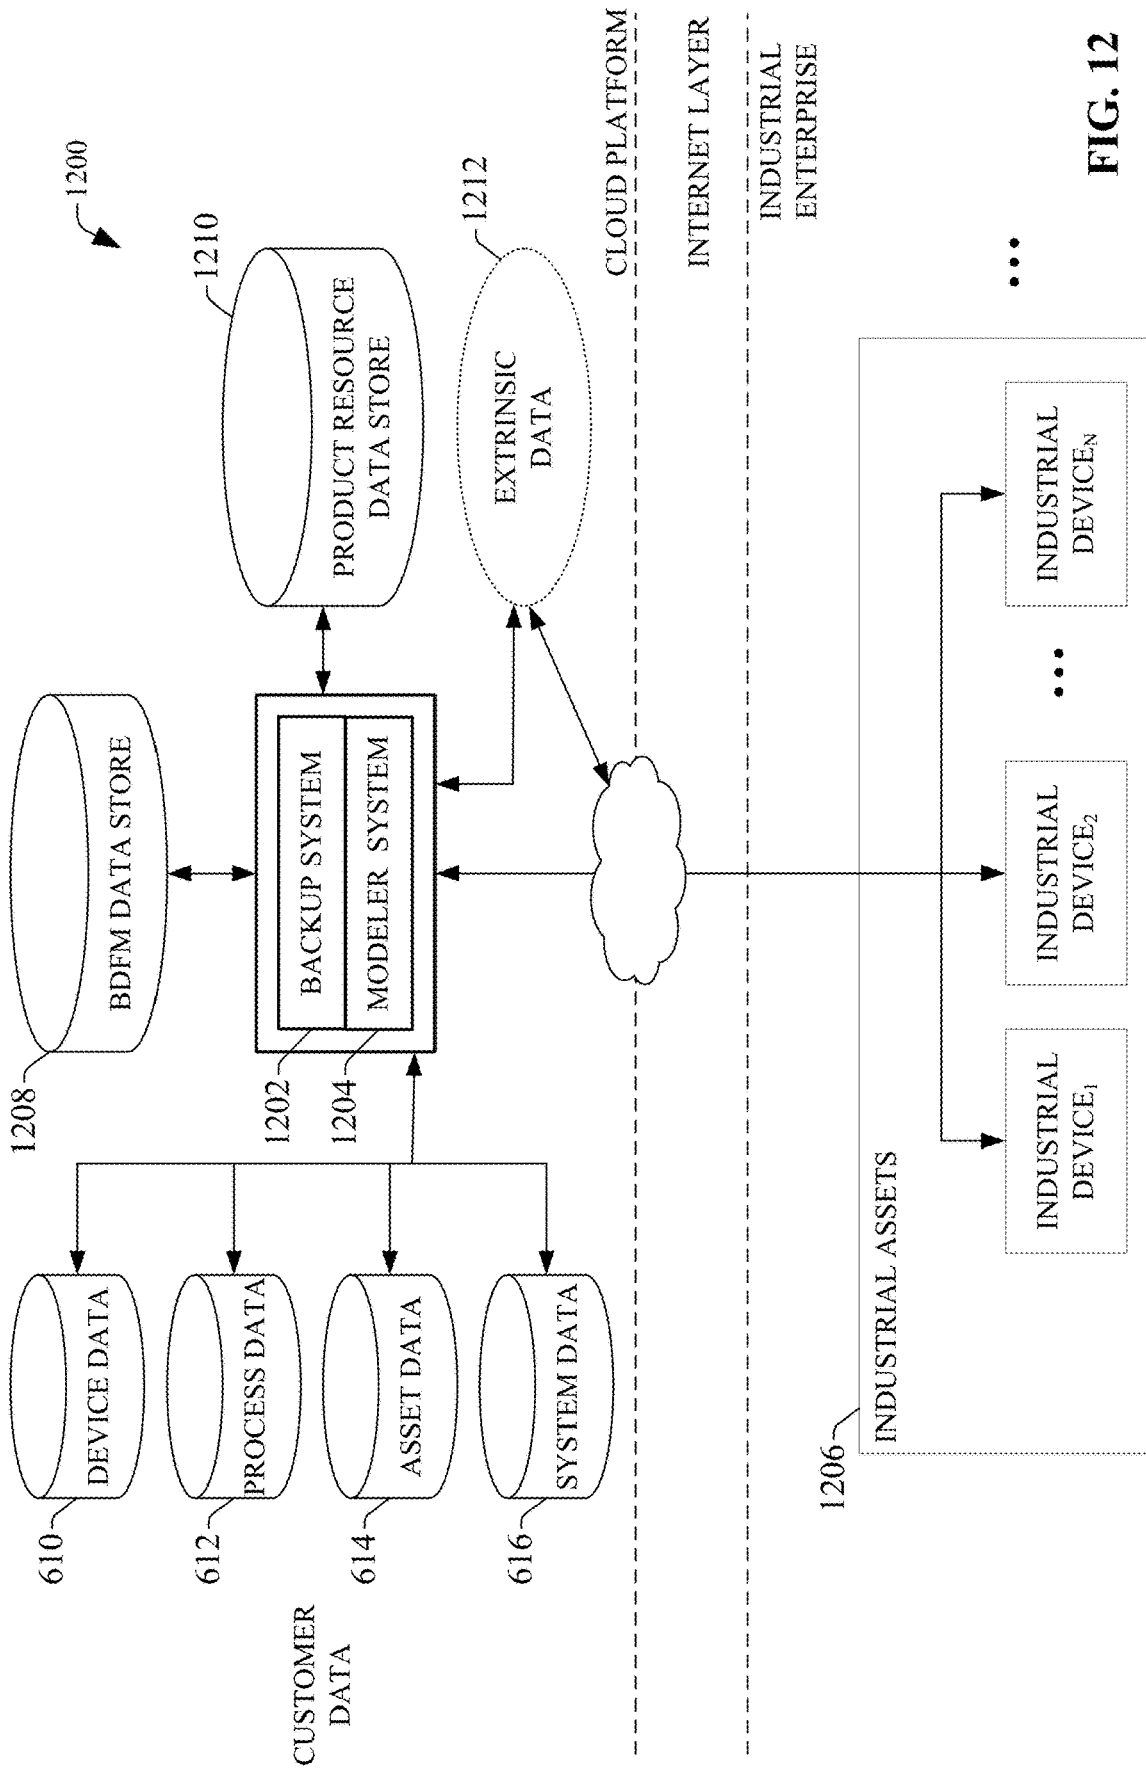 1200
1208
BDFM DATA STORE
1210
PRODUCT RESOURCE
DATA STORE
610
DEVICE DATA
612
PROCESS DATA
614
ASSET DATA
616
SYSTEM DATA
CUSTOMER
DATA
1202
BACKUP SYSTEM
1204
MODELER SYSTEM
1212
EXTRINSIC
DATA
CLOUD PLATFORM
INTERNET LAYER
INDUSTRIAL
ENTERPRISE
1206
INDUSTRIAL ASSETS
INDUSTRIAL
DEVICE1
INDUSTRIAL
DEVICE2
•••
INDUSTRIAL
DEVICEN
•••
FIG. 12